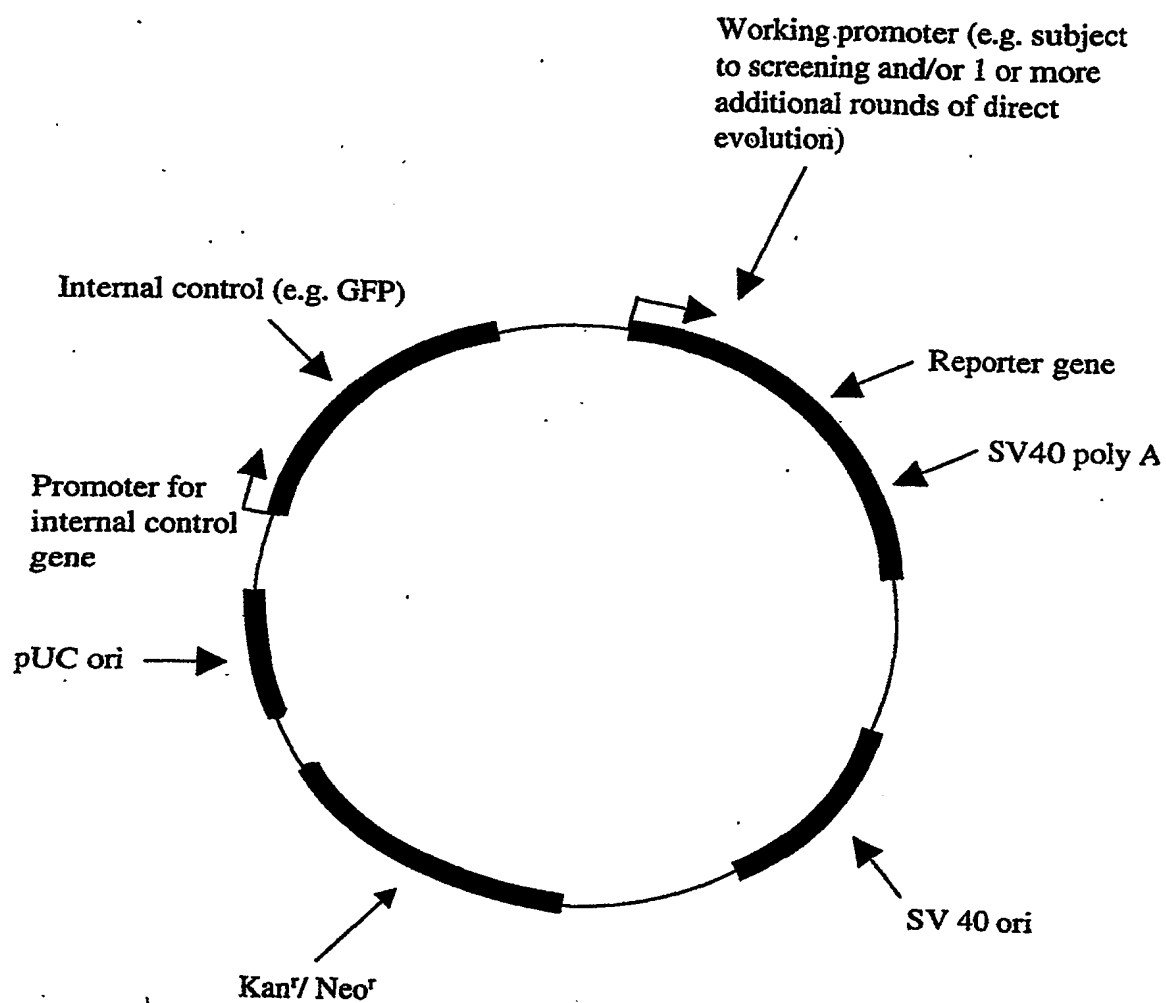 Working promoter (e.g. subject
to screening and/or 1 or more
additional rounds of direct
evolution)
Internal control (e.g. GFP)
Reporter gene
SV40 poly A
Promoter for
internal control
gene
pUC ori
SV 40 ori
Kanʳ/ Neoʳ